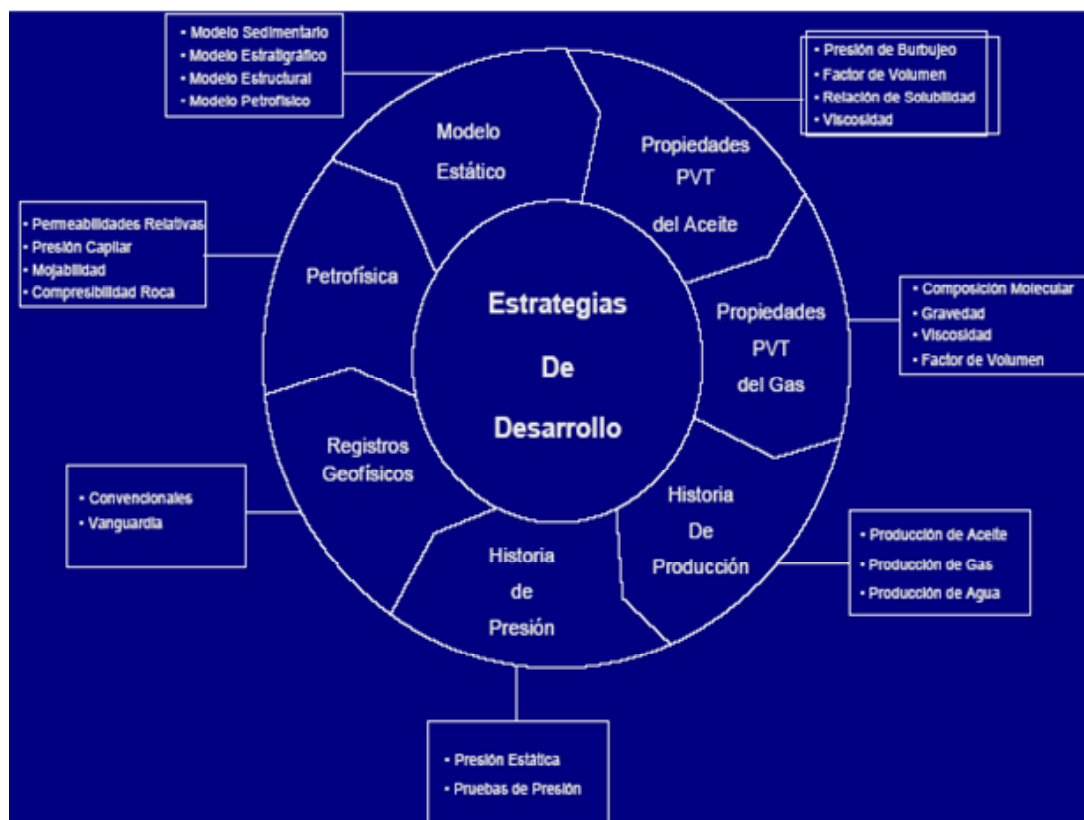 • Modelo Sedimentario
• Modelo Estratigráfico
• Modelo Estructural
• Modelo Petrofísico
• Presión de Burbujeo
• Factor de Volumen
• Relación de Solubilidad
• Viscosidad
Modelo
Estático
Propiedades
PVT
del Aceite
• Permeabilidades Relativas
• Presión Capilar
• Mojabilidad
• Compresibilidad Roca
Petrofísica
Estrategias
De
Desarrollo
Propiedades
PVT
del Gas
• Composición Molecular
• Gravedad
• Viscosidad
• Factor de Volumen
Registros
Geofísicos
• Convencionales
• Vanguardia
Historia
de
Presión
Historia
De
Producción
• Producción de Aceite
• Producción de Gas
• Producción de Agua
• Presión Estática
• Pruebas de Presión